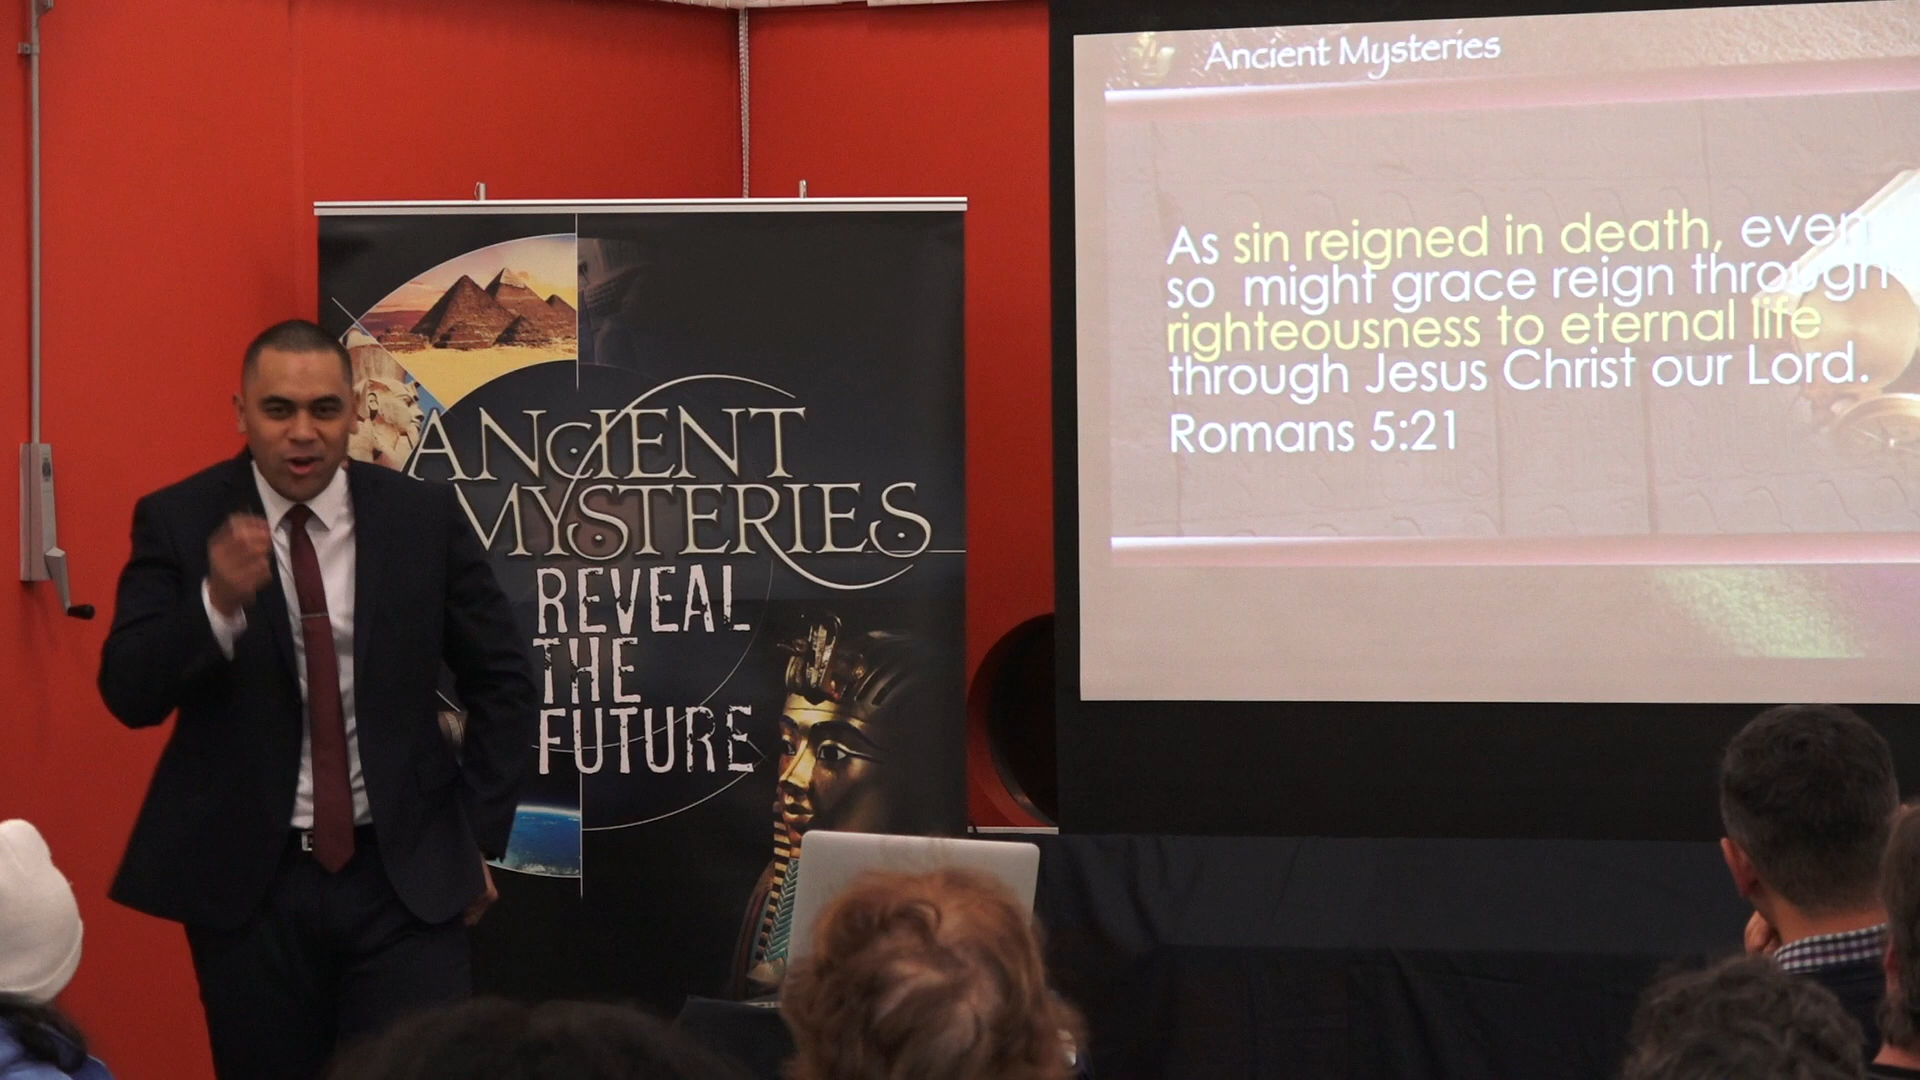 ANCIENT
MYSTERIES
REVEAL
THE
FUTURE
Ancient Mysteries
As sin reigned in death, even
so might grace reign through
righteousness to eternal life
through Jesus Christ our Lord.
Romans 5:21